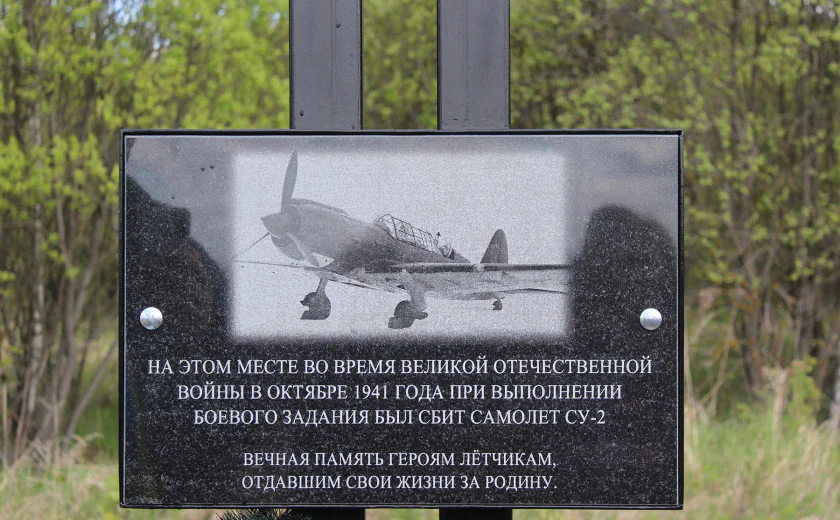 НА ЭТОМ МЕСТЕ ВО ВРЕМЯ ВЕЛИКОЙ ОТЕЧЕСТВЕННОЙ
ВОЙНЫ В ОКТЯБРЕ 1941 ГОДА ПРИ ВЫПОЛНЕНИИ
БОЕВОГО ЗАДАНИЯ БЫЛ СБИТ САМОЛЕТ СУ-2
ВЕЧНАЯ ПАМЯТЬ ГЕРОЯМ ЛЁТЧИКАМ,
ОТДАВШИМ СВОИ ЖИЗНИ ЗА РОДИНУ.